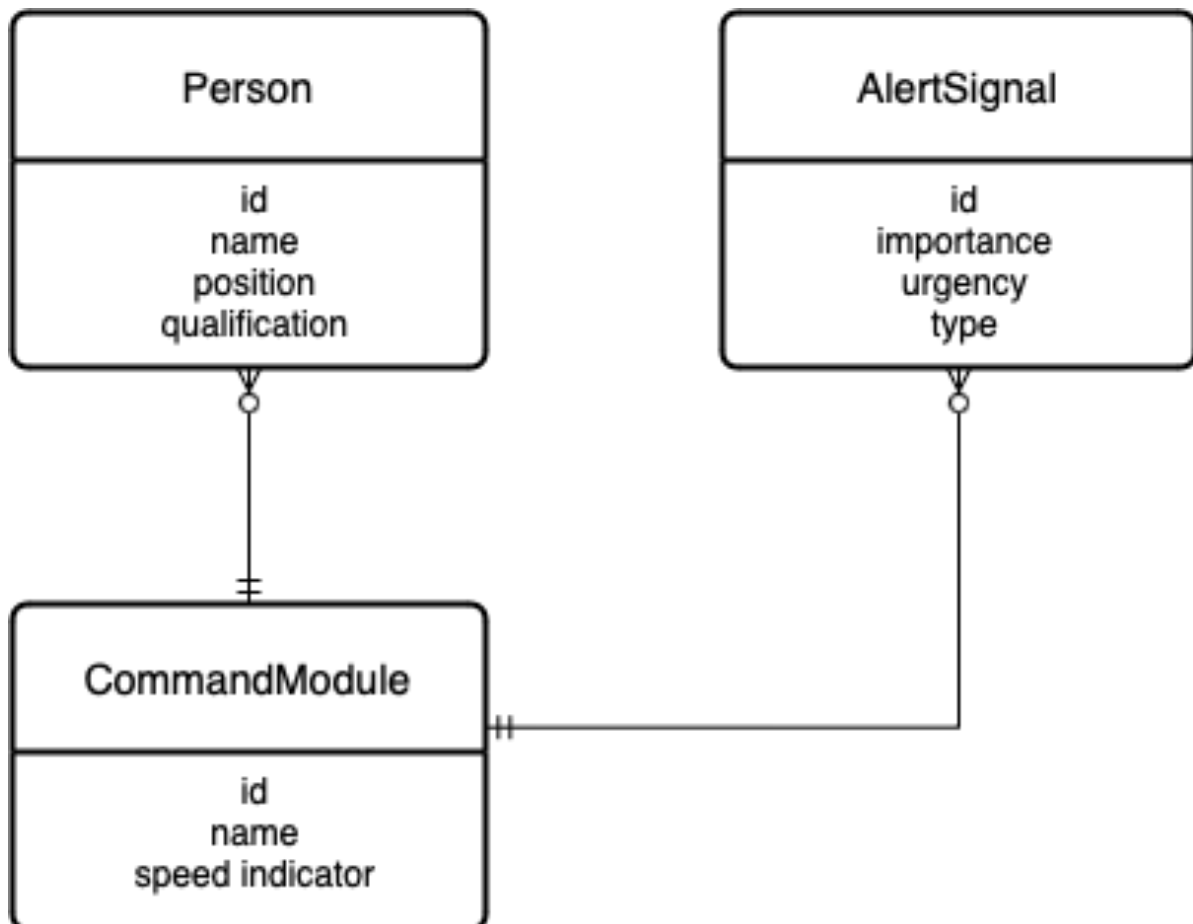 Person
id
name
position
qualification
AlertSignal
id
importance
urgency
type
CommandModule
id
name
speed indicator